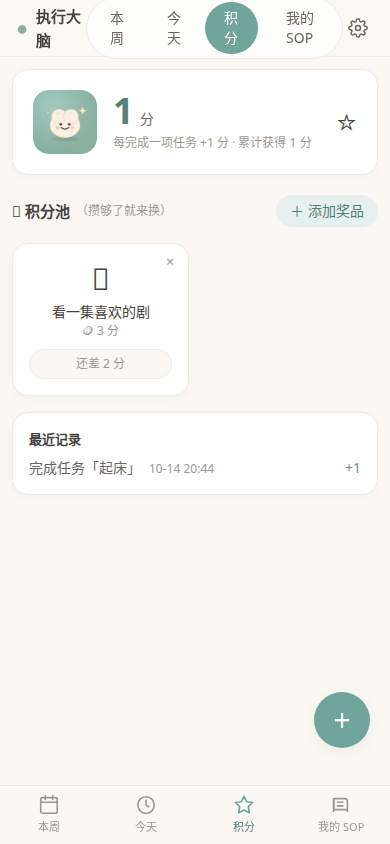 执行大脑
本周
今天
积分
我的 SOP
1 分
每完成一项任务 +1 分 · 累计获得 1 分
积分池 （攒够了就来换）
＋ 添加奖品
×
看一集喜欢的剧
3 分
还差 2 分
最近记录
完成任务「起床」 10-14 20:44 +1
+
本周
今天
积分
我的 SOP